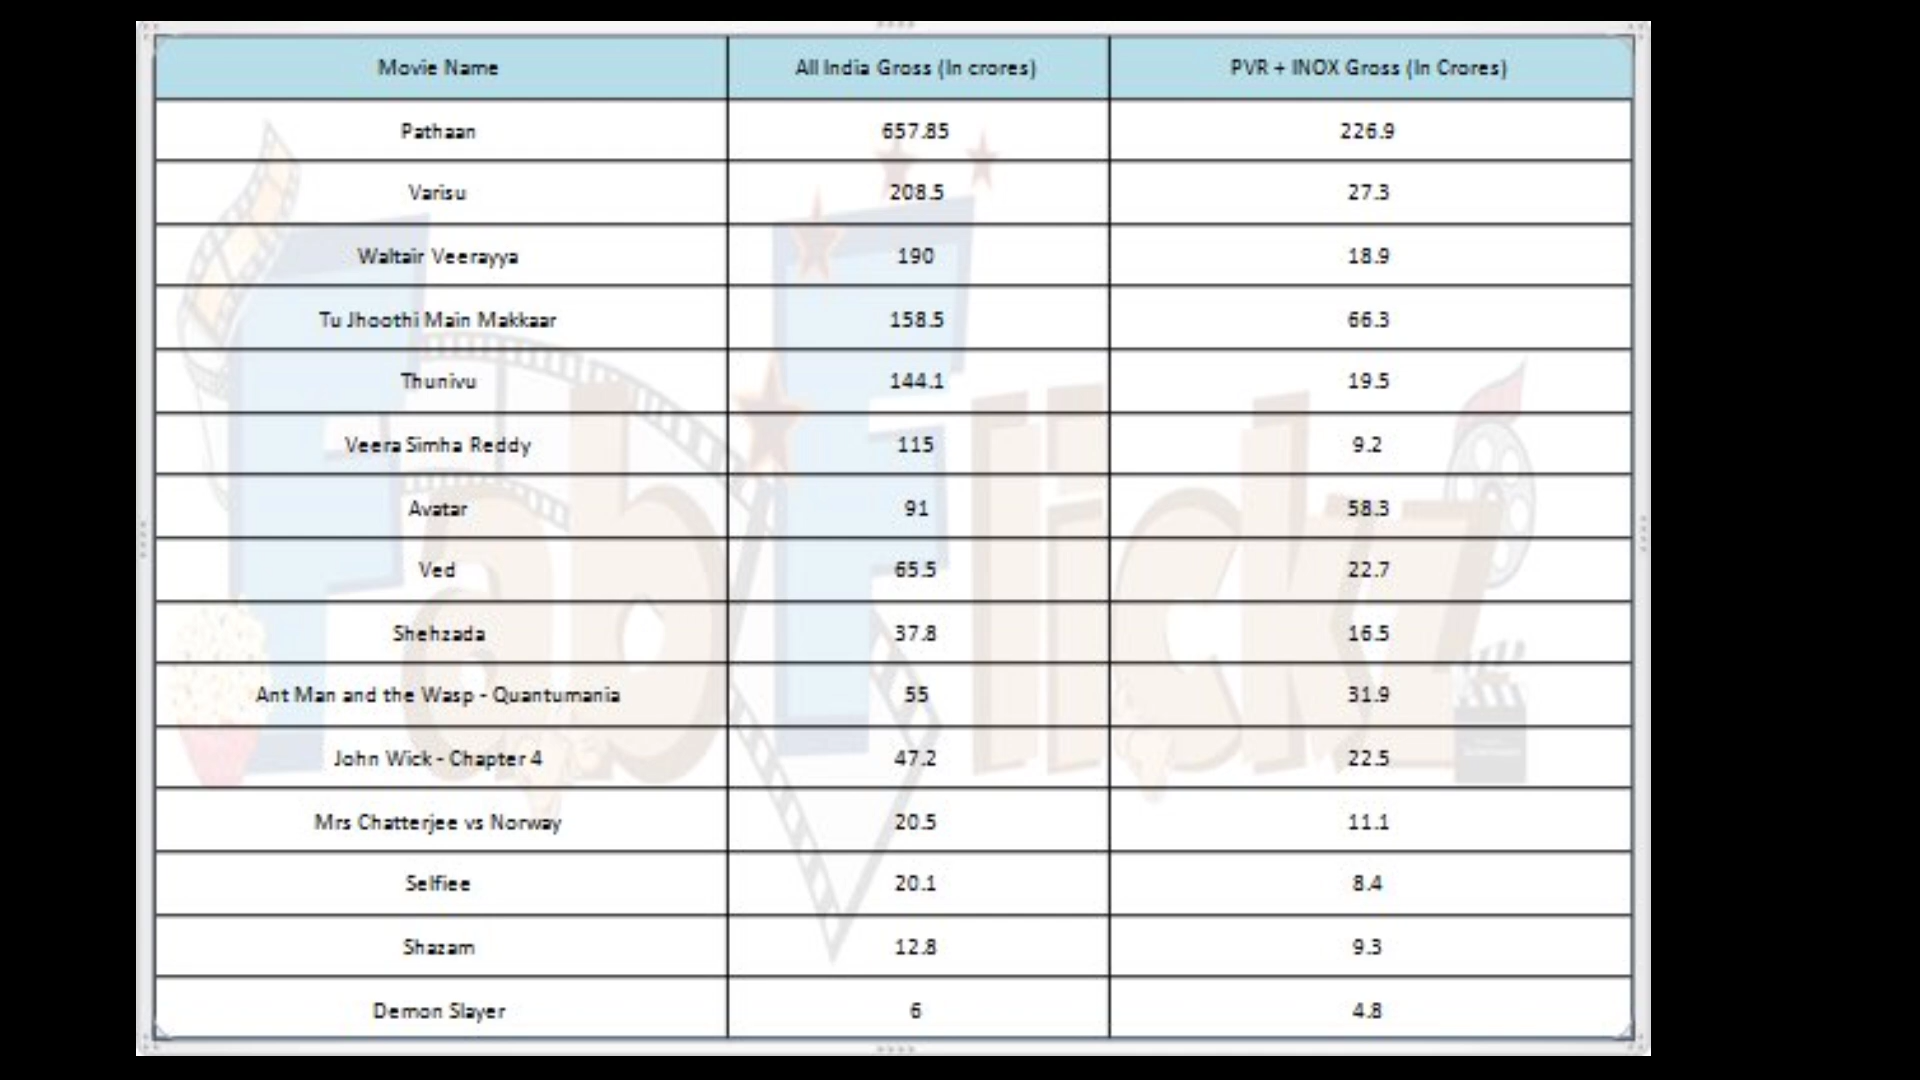 Movie Name All India Gross (In crores) PVR + INOX Gross (In Crores)
Pathaan 657.85 226.9
Varisu 208.5 27.3
Waltair Veerayya 190 18.9
Tu Jhoothi Main Makkaar 158.5 66.3
Thunivu 144.1 19.5
Veera Simha Reddy 115 9.2
Avatar 91 58.3
Ved 65.5 22.7
Shehzada 37.8 16.5
Ant Man and the Wasp - Quantumania 55 31.9
John Wick - Chapter 4 47.2 22.5
Mrs Chatterjee vs Norway 20.5 11.1
Selfiee 20.1 8.4
Shazam 12.8 9.3
Demon Slayer 6 4.8
FabFlickz